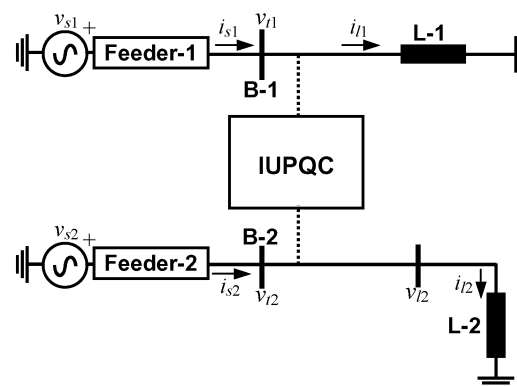 vs1
+
Feeder-1
is1
vt1
B-1
il1
L-1
IUPQC
vs2
+
Feeder-2
is2
B-2
vt2
vl2
il2
L-2